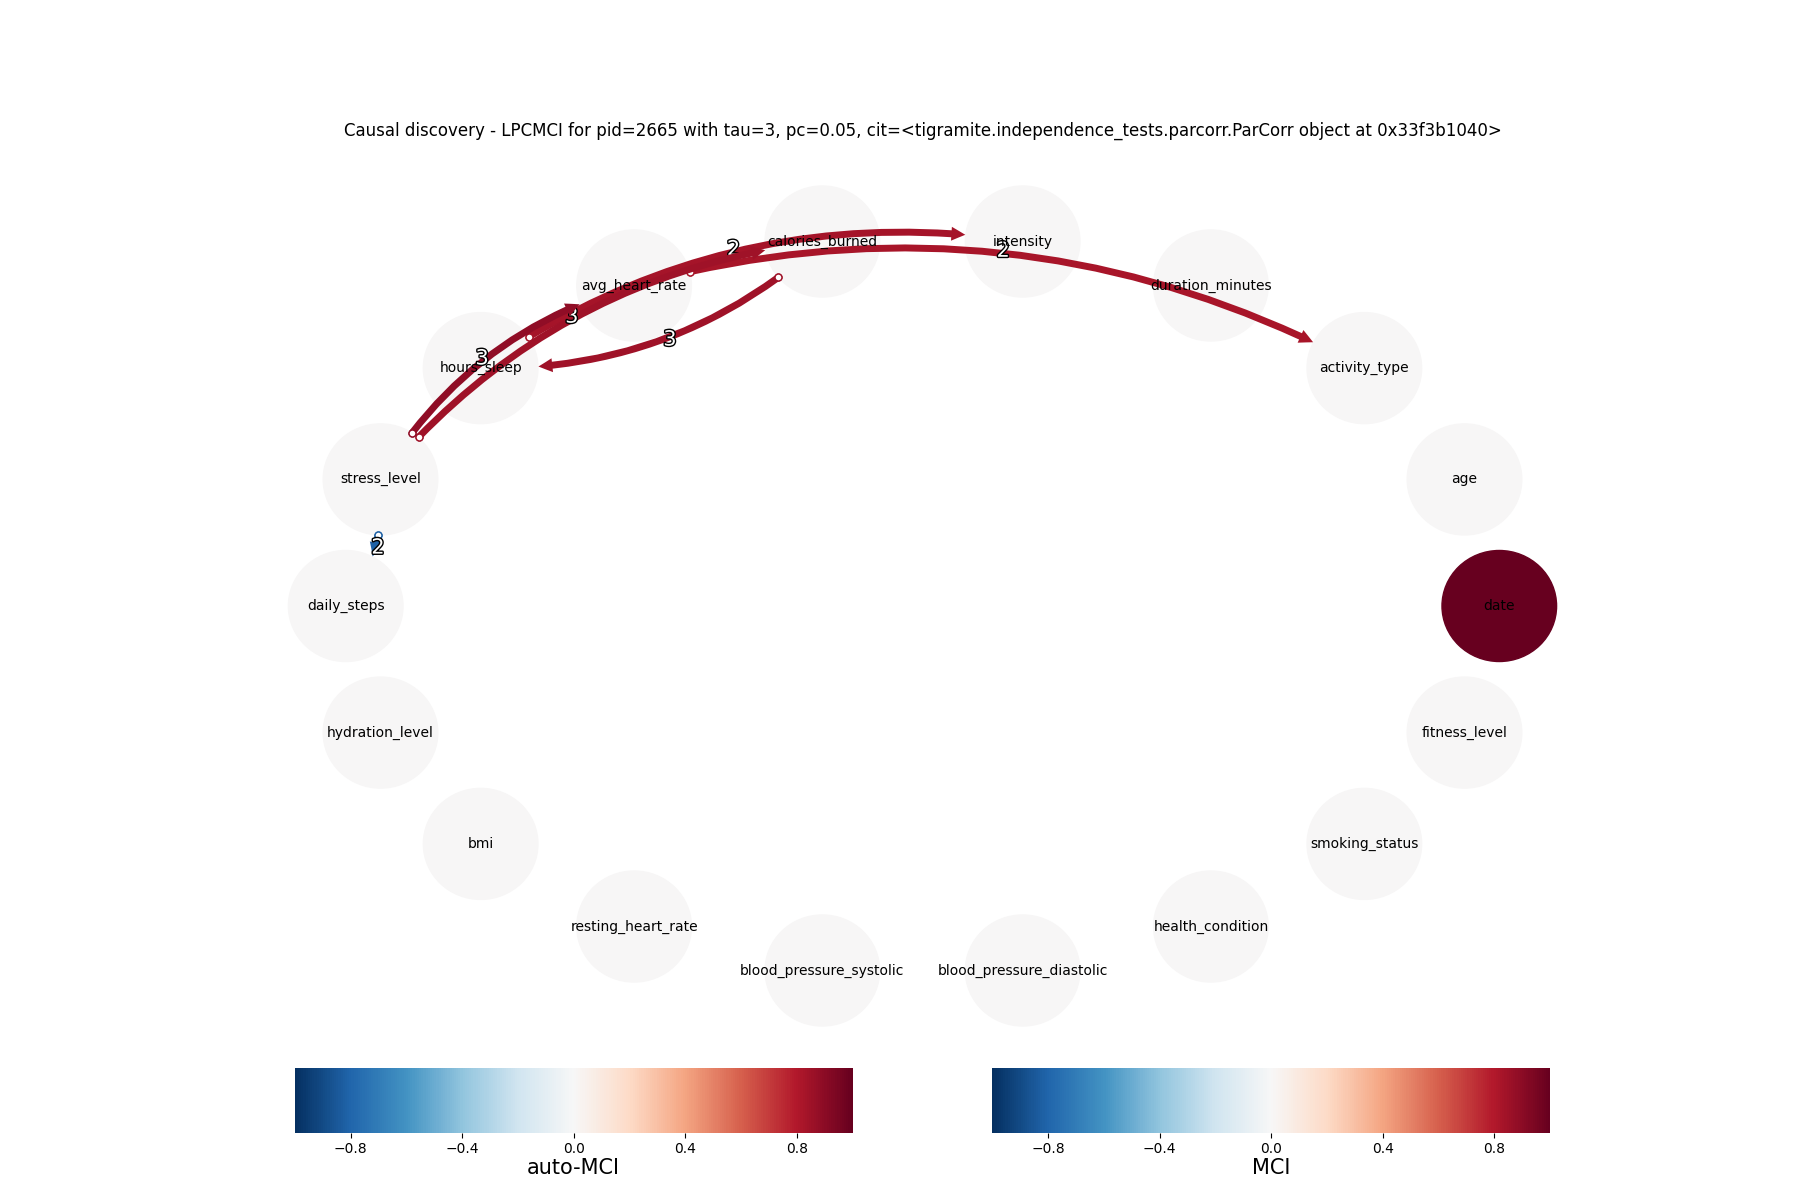 Causal discovery - LPCMCI for pid=2665 with tau=3, pc=0.05, cit=<tigramite.independence_tests.parcorr.ParCorr object at 0x33f3b1040>
calories_burned
intensity
2
2
avg_heart_rate
duration_minutes
3
3
3
hours_sleep
activity_type
stress_level
age
2
daily_steps
date
hydration_level
fitness_level
bmi
smoking_status
resting_heart_rate
health_condition
blood_pressure_systolic
blood_pressure_diastolic
−0.8 −0.4 0.0 0.4 0.8
auto-MCI
−0.8 −0.4 0.0 0.4 0.8
MCI